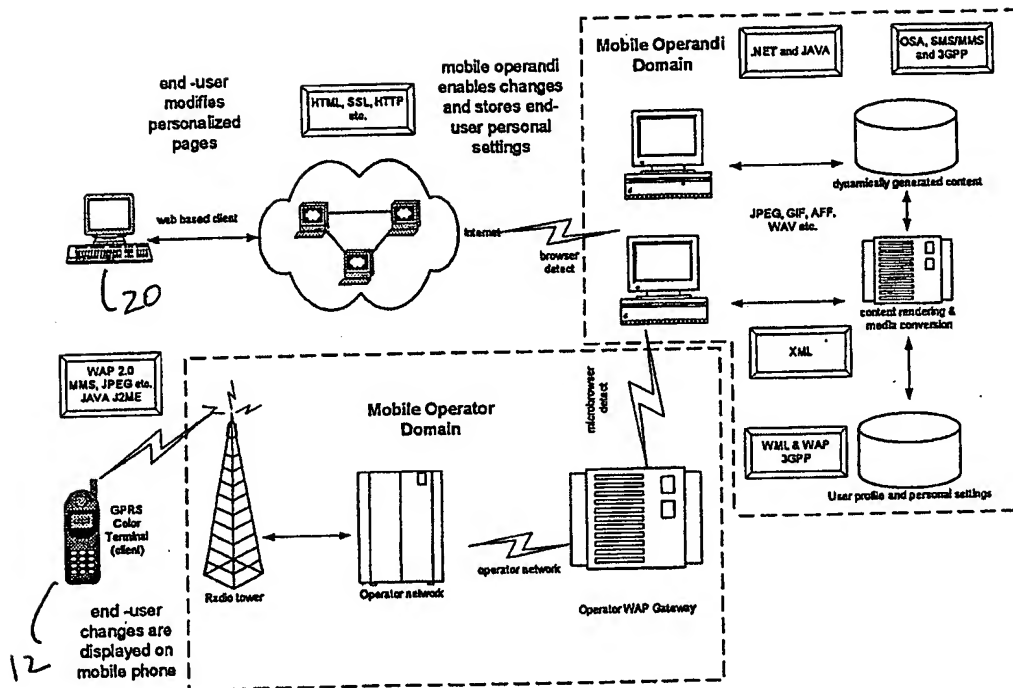 end -user
modifies
personalized
pages
HTML, SSL, HTTP
etc.
mobile operandi
enables changes
and stores end-
user personal
settings
Mobile Operandi
Domain
.NET and JAVA
OSA, SMS/MMS
and 3GPP
dynamically generated content
web based client
Internet
browser
detect
JPEG, GIF, AFF,
WAV etc.
20
content rendering &
media conversion
XML
WAP 2.0
MMS, JPEG etc.
JAVA J2ME
Mobile Operator
Domain
microbrowser
detect
WML & WAP
3GPP
User profile and personal settings
GPRS
Color
Terminal
(client)
operator network
Radio tower
Operator network
Operator WAP Gateway
end -user
changes are
displayed on
mobile phone
12